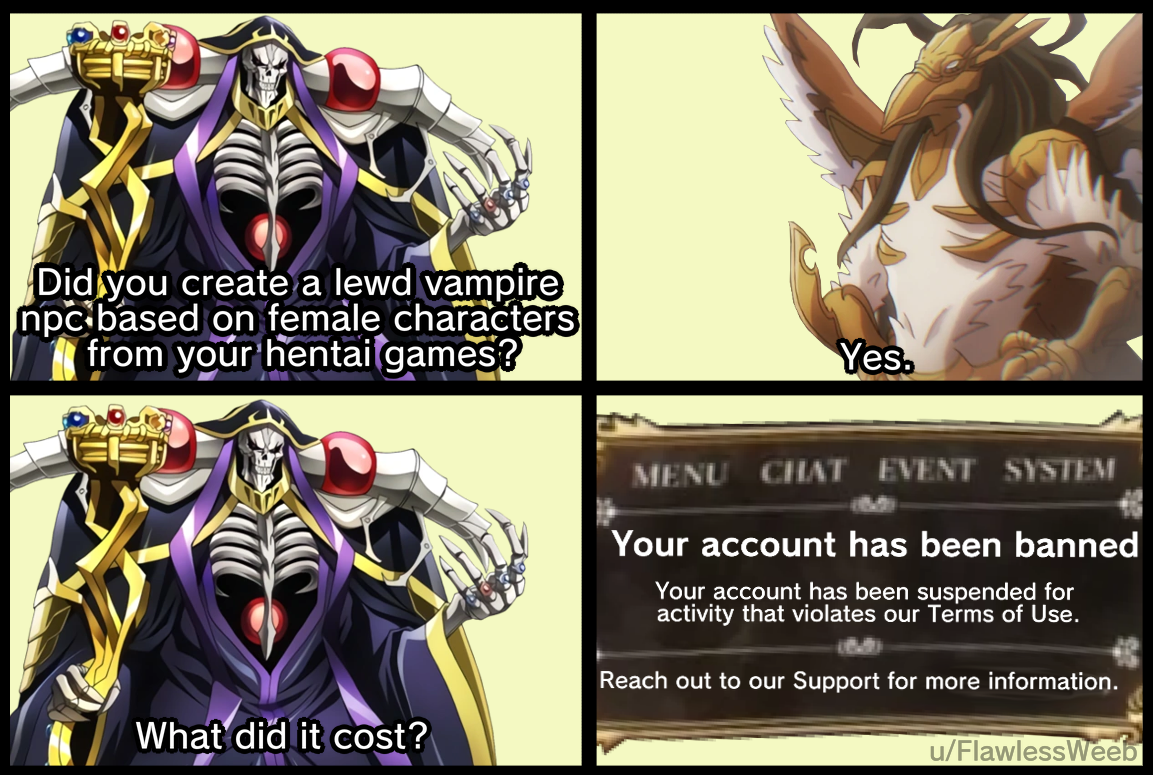 Did you create a lewd vampire
npc based on female characters
from your hentai games?
Yes.
What did it cost?
MENU CHAT EVENT SYSTEM
Your account has been banned
Your account has been suspended for
activity that violates our Terms of Use.
Reach out to our Support for more information.
u/FlawlessWeeb